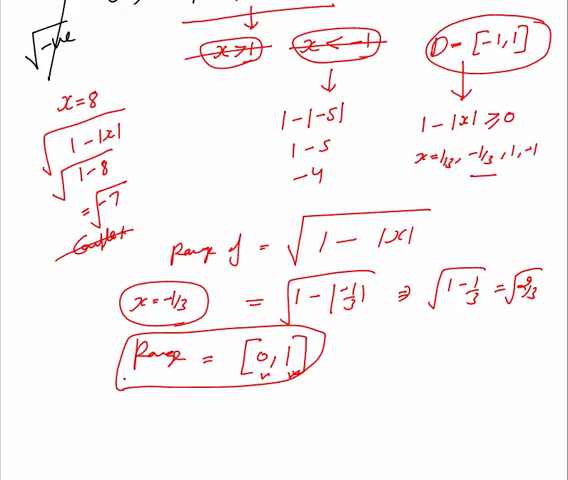 √-ve
x≥1 x<-1 D - [-1,1]
x=8
√1-|x|
√1-8
=√-7
Complex
1-|-5|
1-5
-4
1-|x|≥0
x=1/3, -1/3, 1, -1
Range of = √1-|x|
x=-1/3 = √1-|-1/3| ⇒ √1-1/3 = √2/3
Range = [0,1]